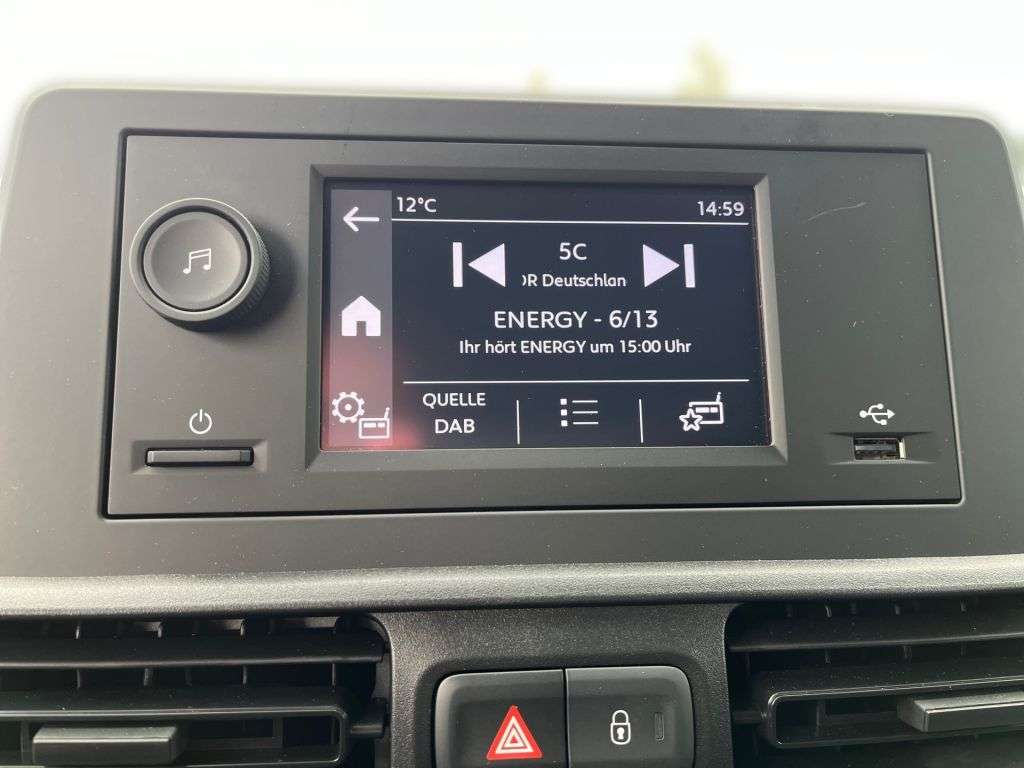 12°C 14:59
5C
DR Deutschlan
ENERGY - 6/13
Ihr hört ENERGY um 15:00 Uhr
QUELLE
DAB